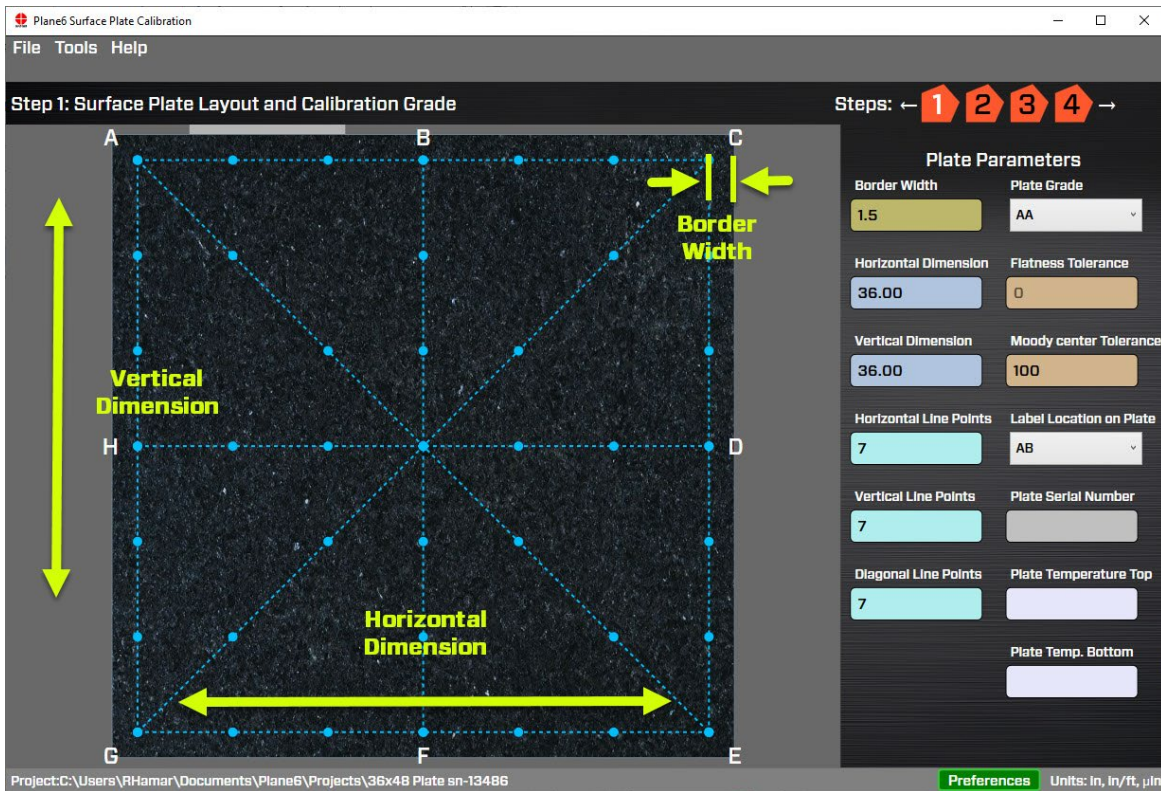 Plane6 Surface Plate Calibration
File Tools Help
Step 1: Surface Plate Layout and Calibration Grade
Steps: ← 1 2 3 4 →
A B C
Border
Width
Vertical
Dimension
H D
Horizontal
Dimension
G F E
Plate Parameters
Border Width Plate Grade
1.5 AA
Horizontal Dimension Flatness Tolerance
36.00 0
Vertical Dimension Moody center Tolerance
36.00 100
Horizontal Line Points Label Location on Plate
7 AB
Vertical Line Points Plate Serial Number
7
Diagonal Line Points Plate Temperature Top
7
Plate Temp. Bottom
Project:C:\Users\RHamar\Documents\Plane6\Projects\36x48 Plate sn-13486
Preferences Units: in, in/ft, µin